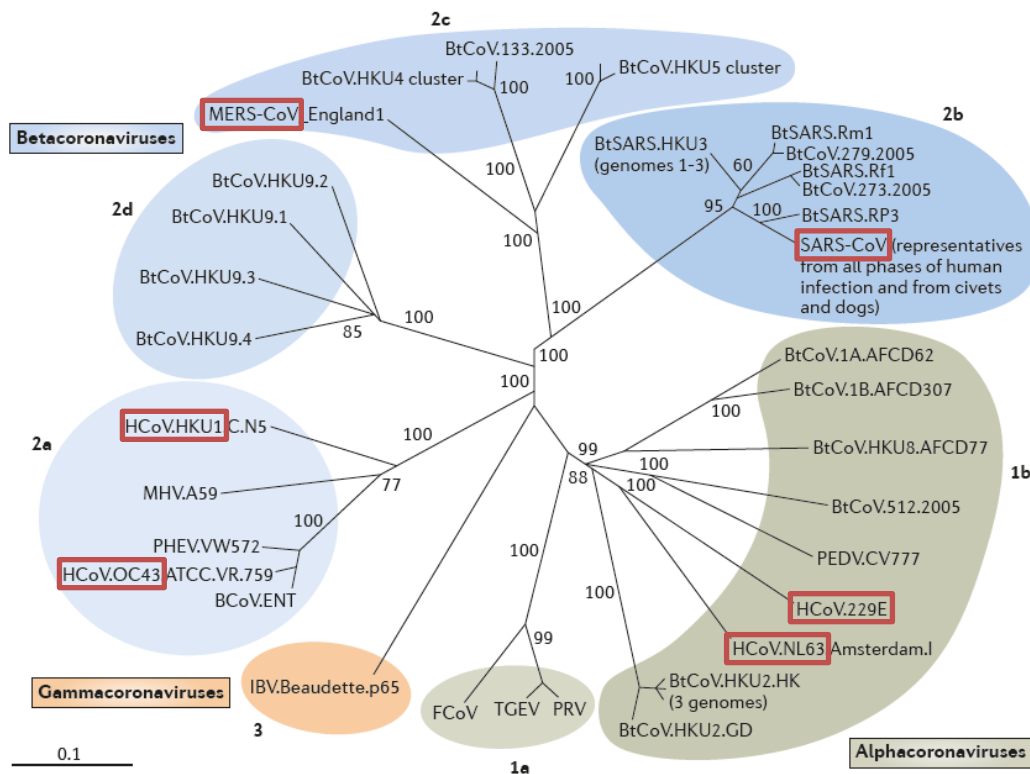 2c
BtCoV.133.2005
BtCoV.HKU4 cluster
100
100
BtCoV.HKU5 cluster
MERS-CoV_England1
Betacoronaviruses
100
100
2b
BtSARS.HKU3
(genomes 1-3)
60
BtSARS.Rm1
BtCoV.279.2005
BtSARS.Rf1
BtCoV.273.2005
95
100
BtSARS.RP3
SARS-CoV (representatives
from all phases of human
infection and from civets
and dogs)
2d
BtCoV.HKU9.2
BtCoV.HKU9.1
BtCoV.HKU9.3
BtCoV.HKU9.4
85
100
100
100
2a
HCoV.HKU1 C.N5
100
77
MHV.A59
100
PHEV.VW572
HCoV.OC43 ATCC.VR.759
BCoV.ENT
BtCoV.1A.AFCD62
BtCoV.1B.AFCD307
100
99
88
BtCoV.HKU8.AFCD77
100
100
1b
BtCoV.512.2005
PEDV.CV777
HCoV.229E
HCoV.NL63 Amsterdam.I
100
BtCoV.HKU2.HK
(3 genomes)
BtCoV.HKU2.GD
Alphacoronaviruses
100
99
FCoV
TGEV
PRV
1a
Gammacoronaviruses
IBV.Beaudette.p65
3
0.1